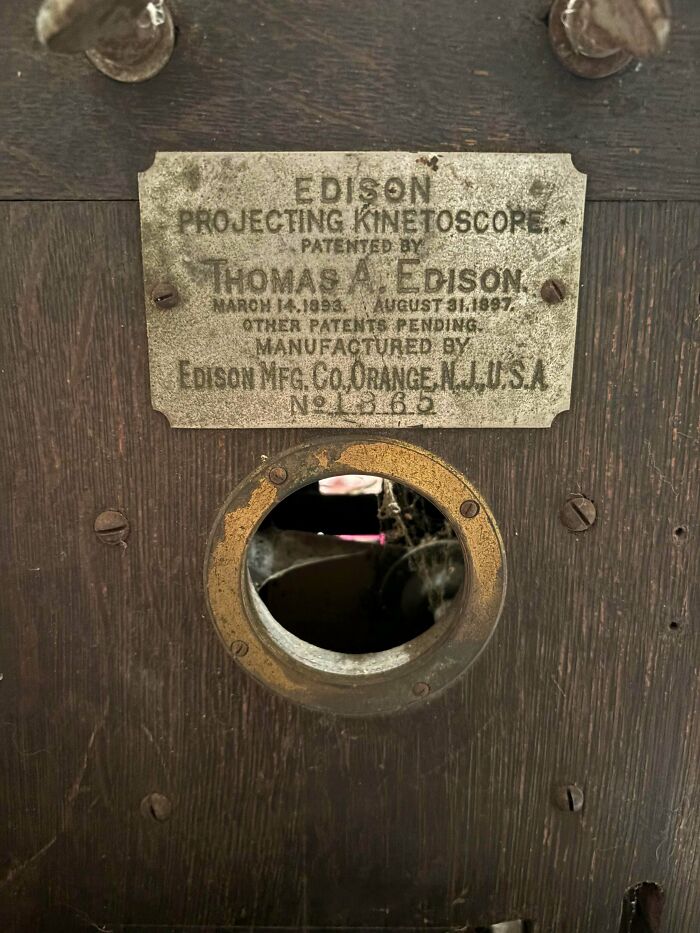 EDISON
PROJECTING KINETOSCOPE.
PATENTED BY
THOMAS A. EDISON.
MARCH 14.1893. AUGUST 31.1897.
OTHER PATENTS PENDING.
MANUFACTURED BY
EDISON MFG. CO., ORANGE, N.J., U.S.A
No 1865